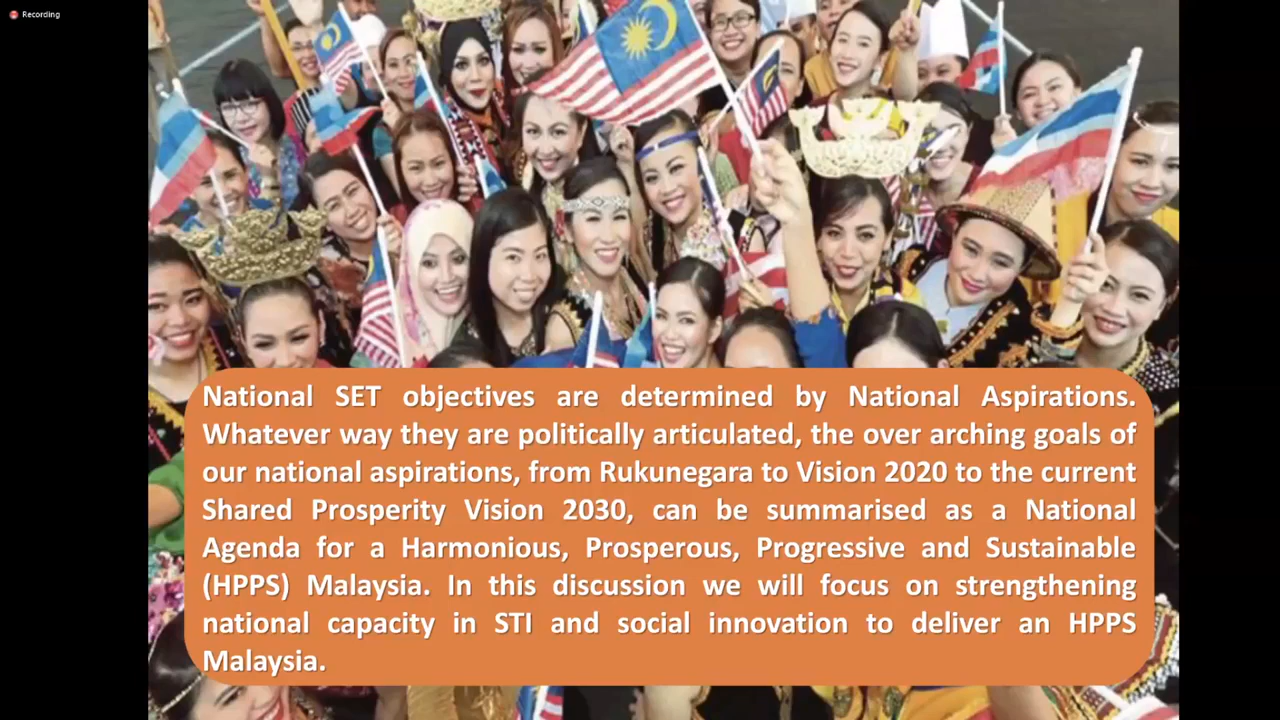 Recording
National SET objectives are determined by National Aspirations.
Whatever way they are politically articulated, the over arching goals of
our national aspirations, from Rukunegara to Vision 2020 to the current
Shared Prosperity Vision 2030, can be summarised as a National
Agenda for a Harmonious, Prosperous, Progressive and Sustainable
(HPPS) Malaysia. In this discussion we will focus on strengthening
national capacity in STI and social innovation to deliver an HPPS
Malaysia.